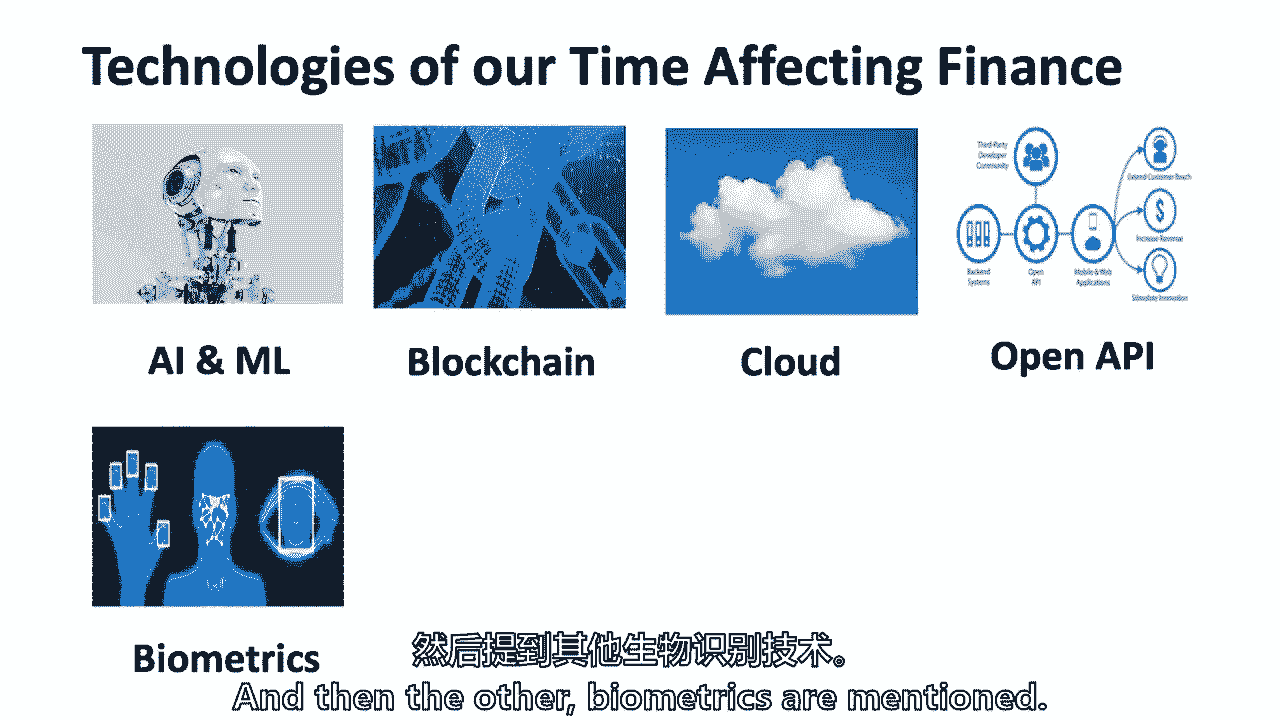 Technologies of our Time Affecting Finance
Third-Party
Developer
Community
Extend Customer Reach
Increase Revenue
Backend
Systems
Open
API
Mobile & Web
Applications
Stimulate Innovation
AI & ML
Blockchain
Cloud
Open API
Biometrics
然后提到其他生物识别技术。
And then the other, biometrics are mentioned.